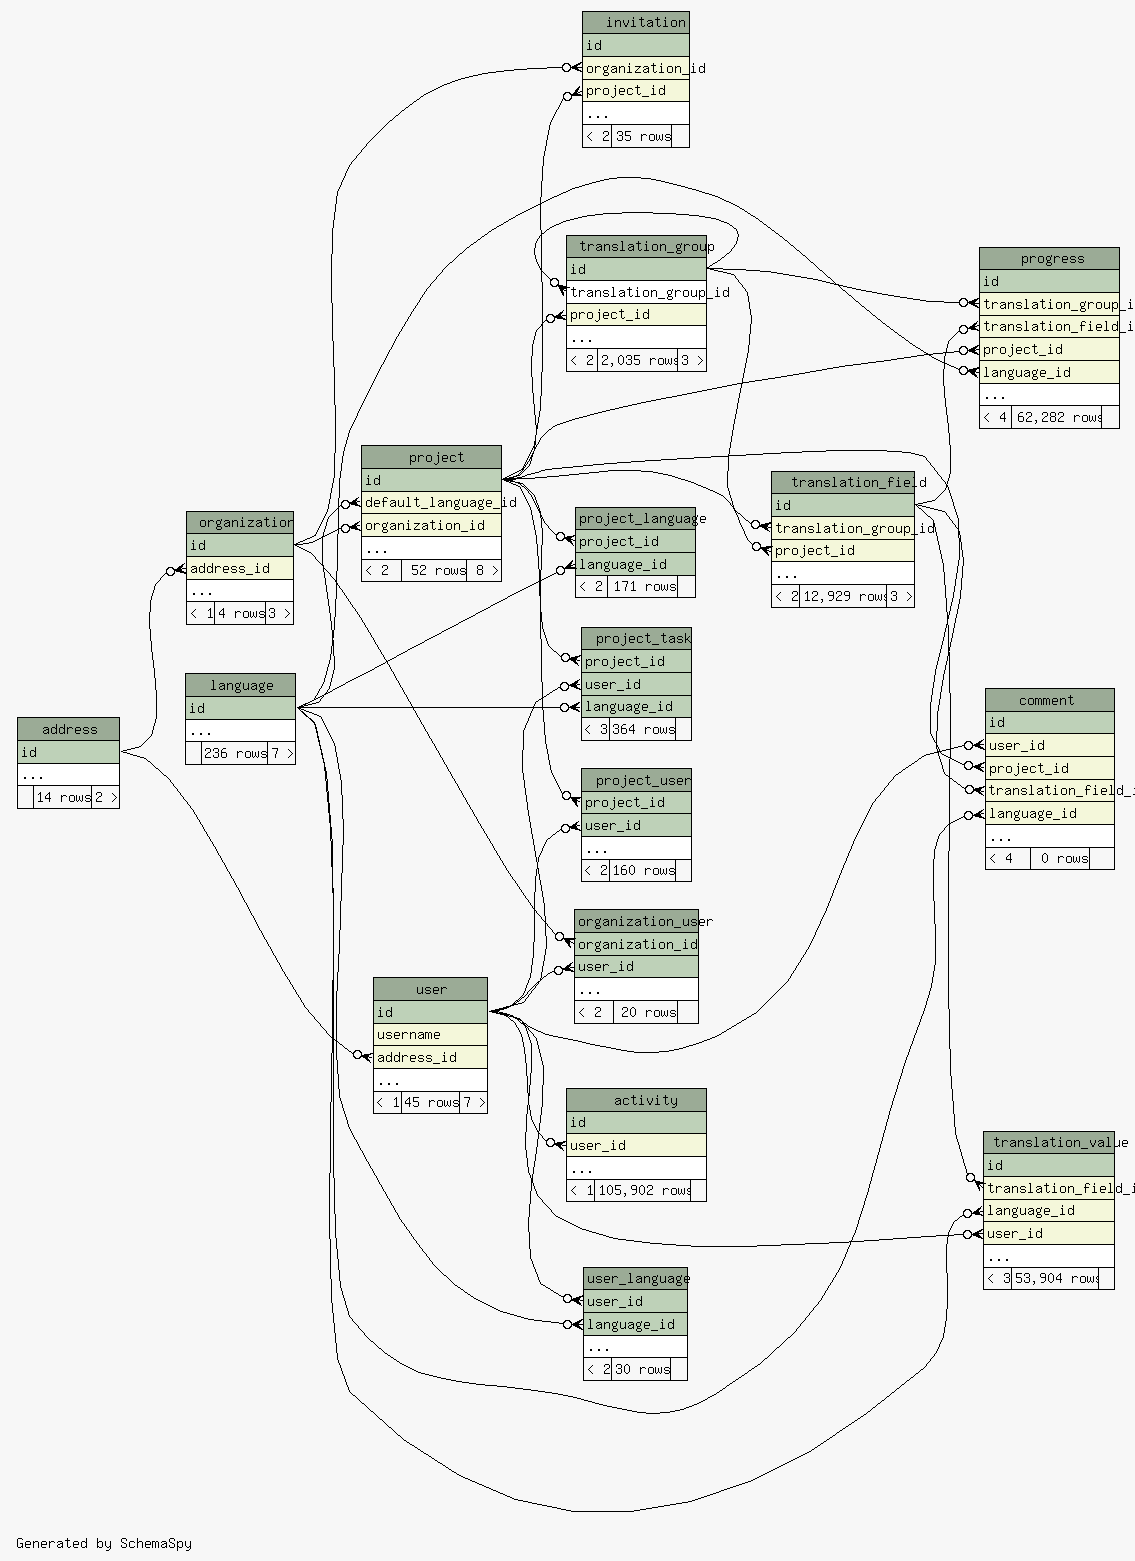 invitation
id
organization_id
project_id
...
< 2 35 rows
translation_group
id
translation_group_id
project_id
...
< 2 2,035 rows 3 >
progress
id
translation_group_i
translation_field_i
project_id
language_id
...
< 4 62,282 rows
project
id
default_language_id
organization_id
...
< 2 52 rows 8 >
translation_field
id
translation_group_id
project_id
...
< 2 12,929 rows 3 >
organization
id
address_id
...
< 1 4 rows 3 >
project_language
project_id
language_id
< 2 171 rows
project_task
project_id
user_id
language_id
< 3 364 rows
language
id
...
236 rows 7 >
address
id
...
14 rows 2 >
comment
id
user_id
project_id
translation_field_i
language_id
...
< 4 0 rows
project_user
project_id
user_id
...
< 2 160 rows
organization_user
organization_id
user_id
...
< 2 20 rows
user
id
username
address_id
...
< 1 45 rows 7 >
activity
id
user_id
...
< 1 105,902 rows
translation_value
id
translation_field_i
language_id
user_id
...
< 3 53,904 rows
user_language
user_id
language_id
...
< 2 30 rows
Generated by SchemaSpy